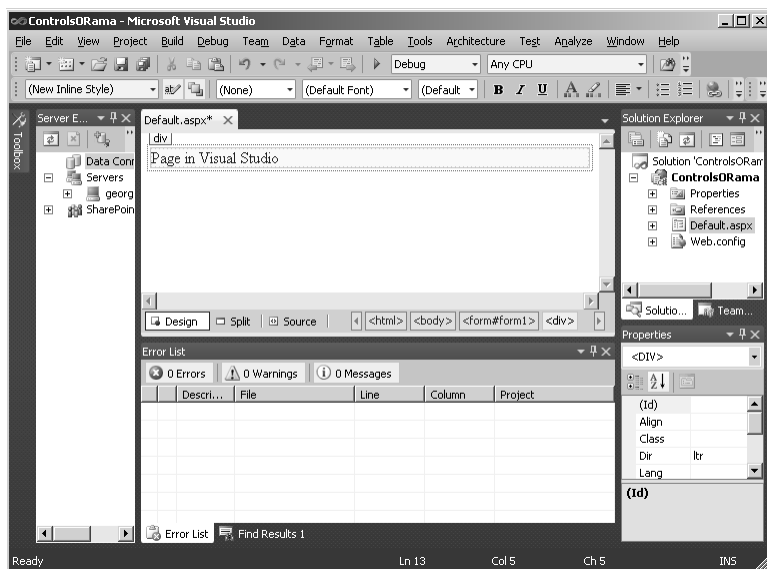 ControlsORama - Microsoft Visual Studio
File Edit View Project Build Debug Team Data Format Table Tools Architecture Test Analyze Window Help
Debug Any CPU
(New Inline Style) ab (None) (Default Font) (Default B I U A
Toolbox
Server E...
Data Conn
Servers
georg
SharePoin
Default.aspx*
div
Page in Visual Studio
Design Split Source <html> <body> <form#form1> <div>
Error List
0 Errors 0 Warnings 0 Messages
Descri... File Line Column Project
Error List Find Results 1
Solution Explorer
Solution 'ControlsORam
ControlsORama
Properties
References
Default.aspx
Web.config
Solutio... Team...
Properties
<DIV>
(Id)
Align
Class
Dir ltr
Lang
(Id)
Ready Ln 13 Col 5 Ch 5 INS